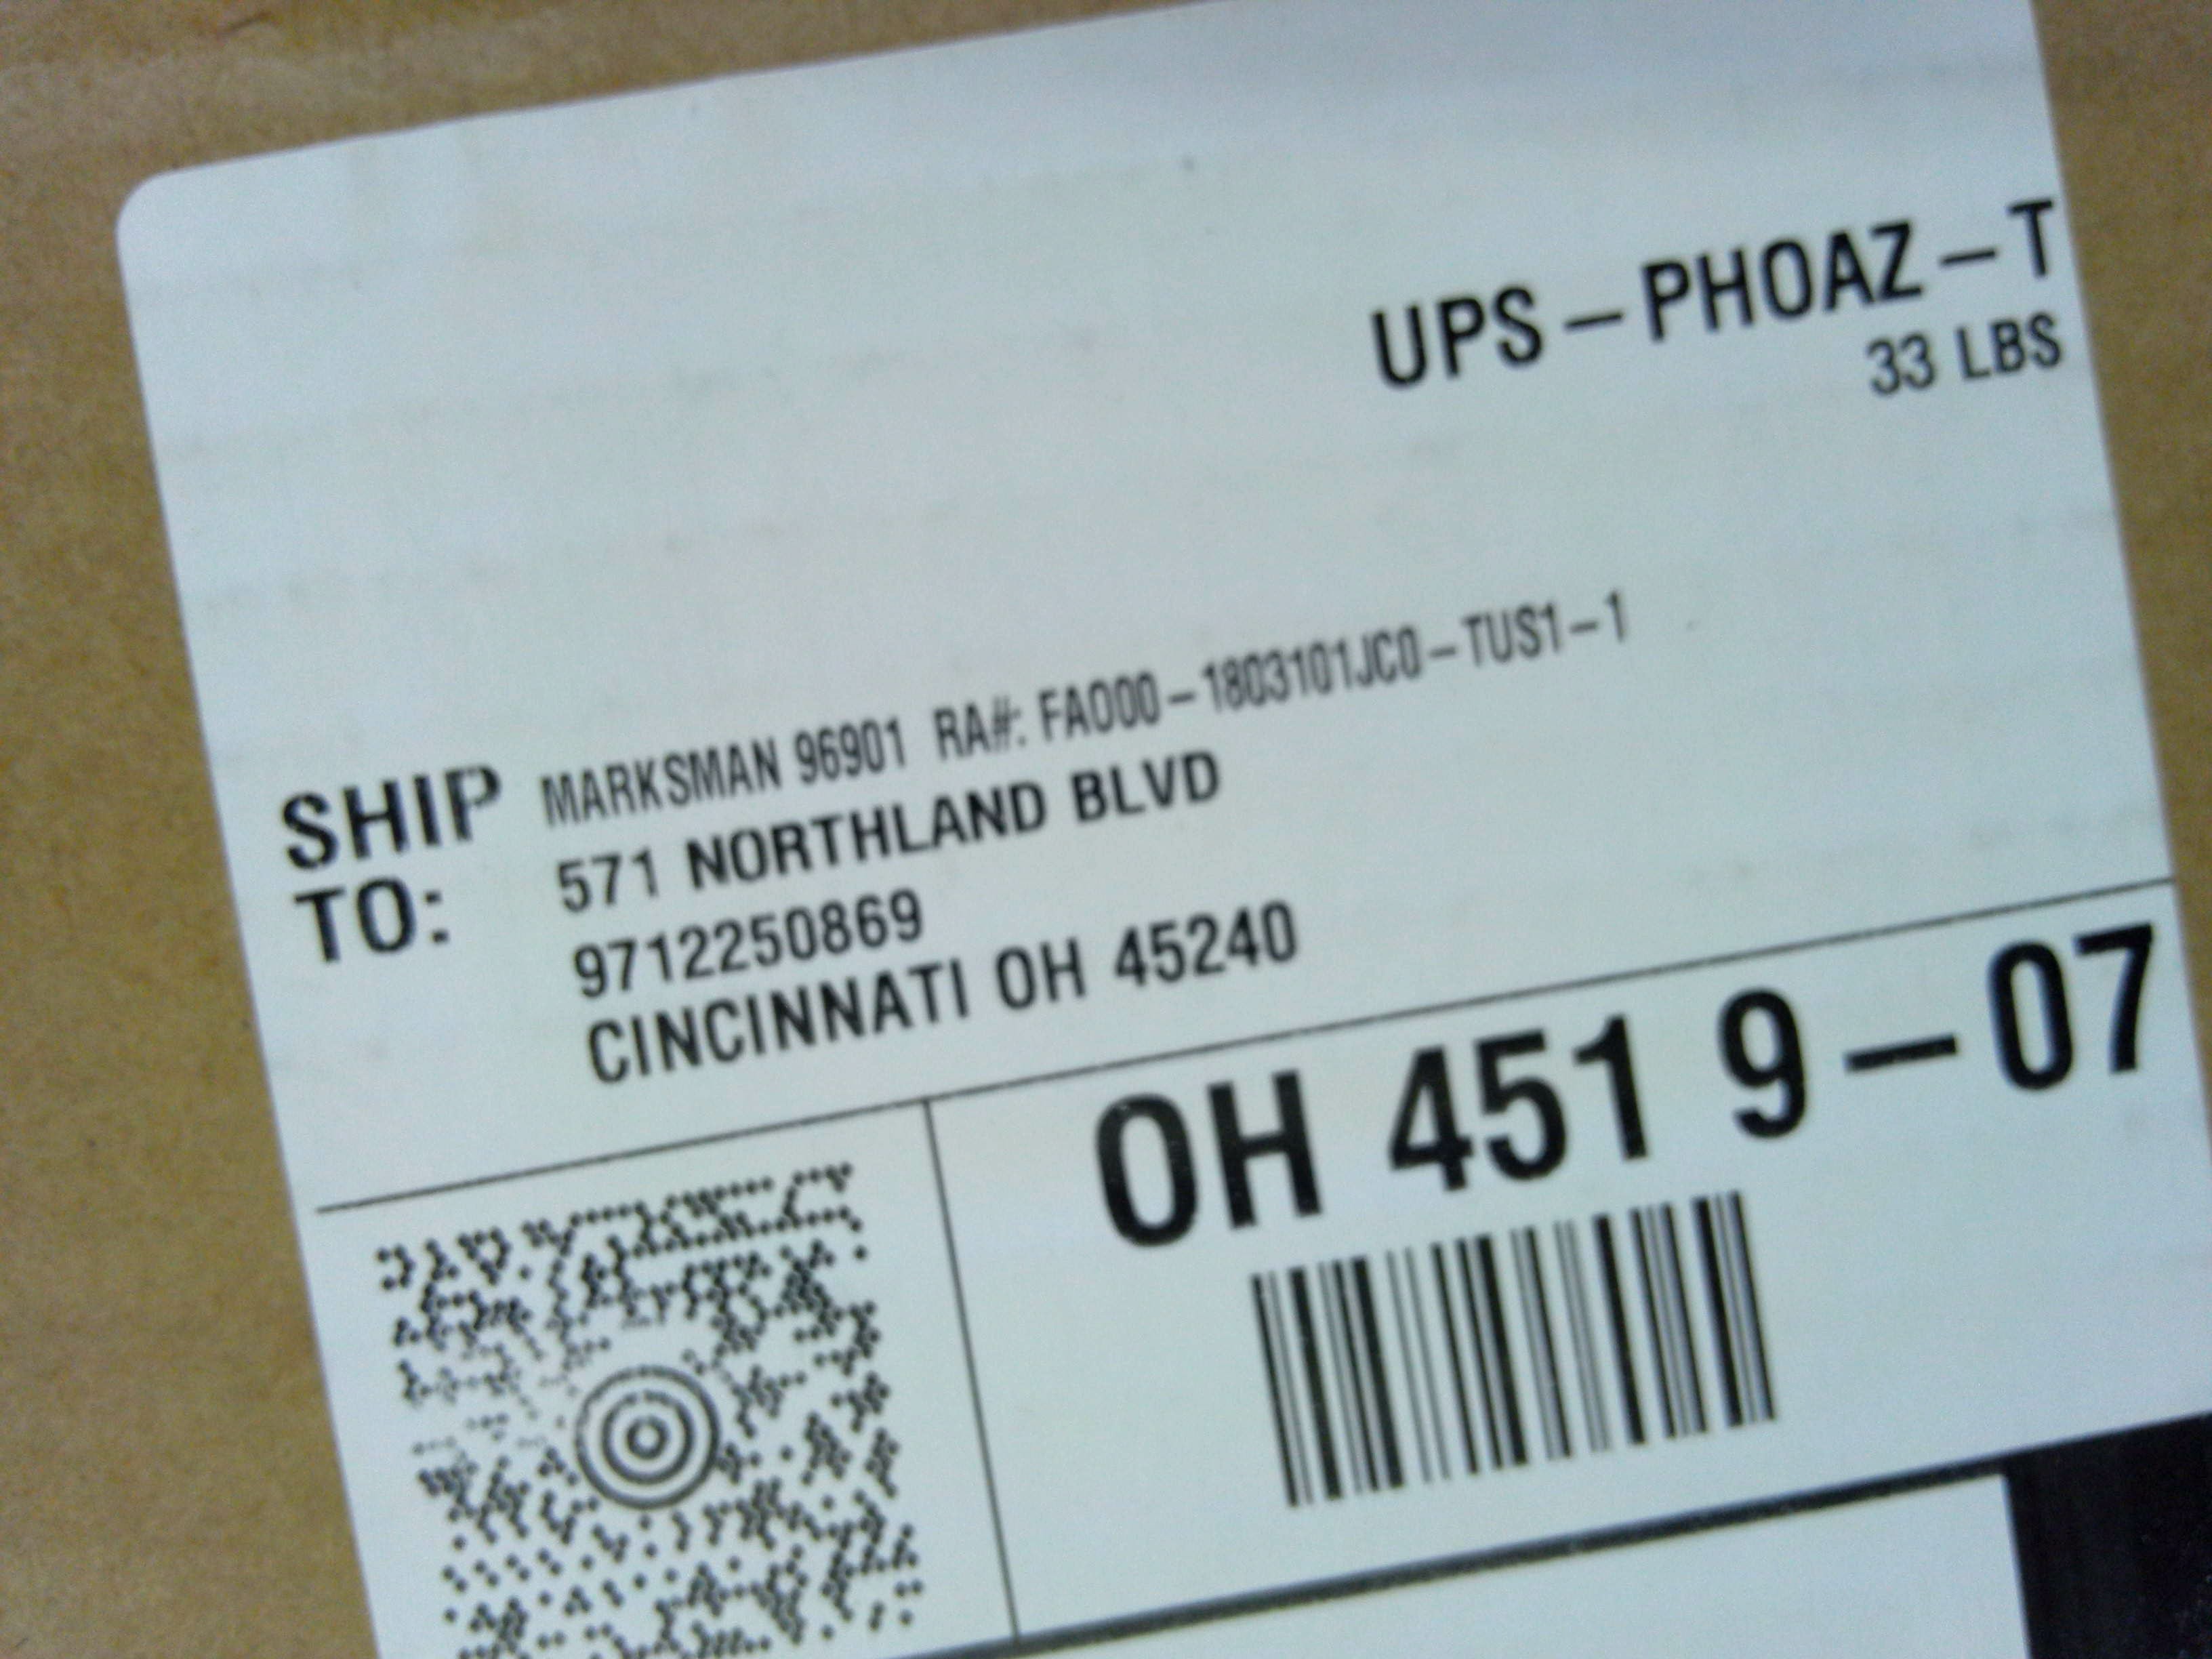 UPS – PHOAZ – T
33 LBS
SHIP TO:
MARKSMAN 96901 RA#: FA000–1803101JC0–TUS1–1
571 NORTHLAND BLVD
9712250869
CINCINNATI OH 45240
OH 451 9–07